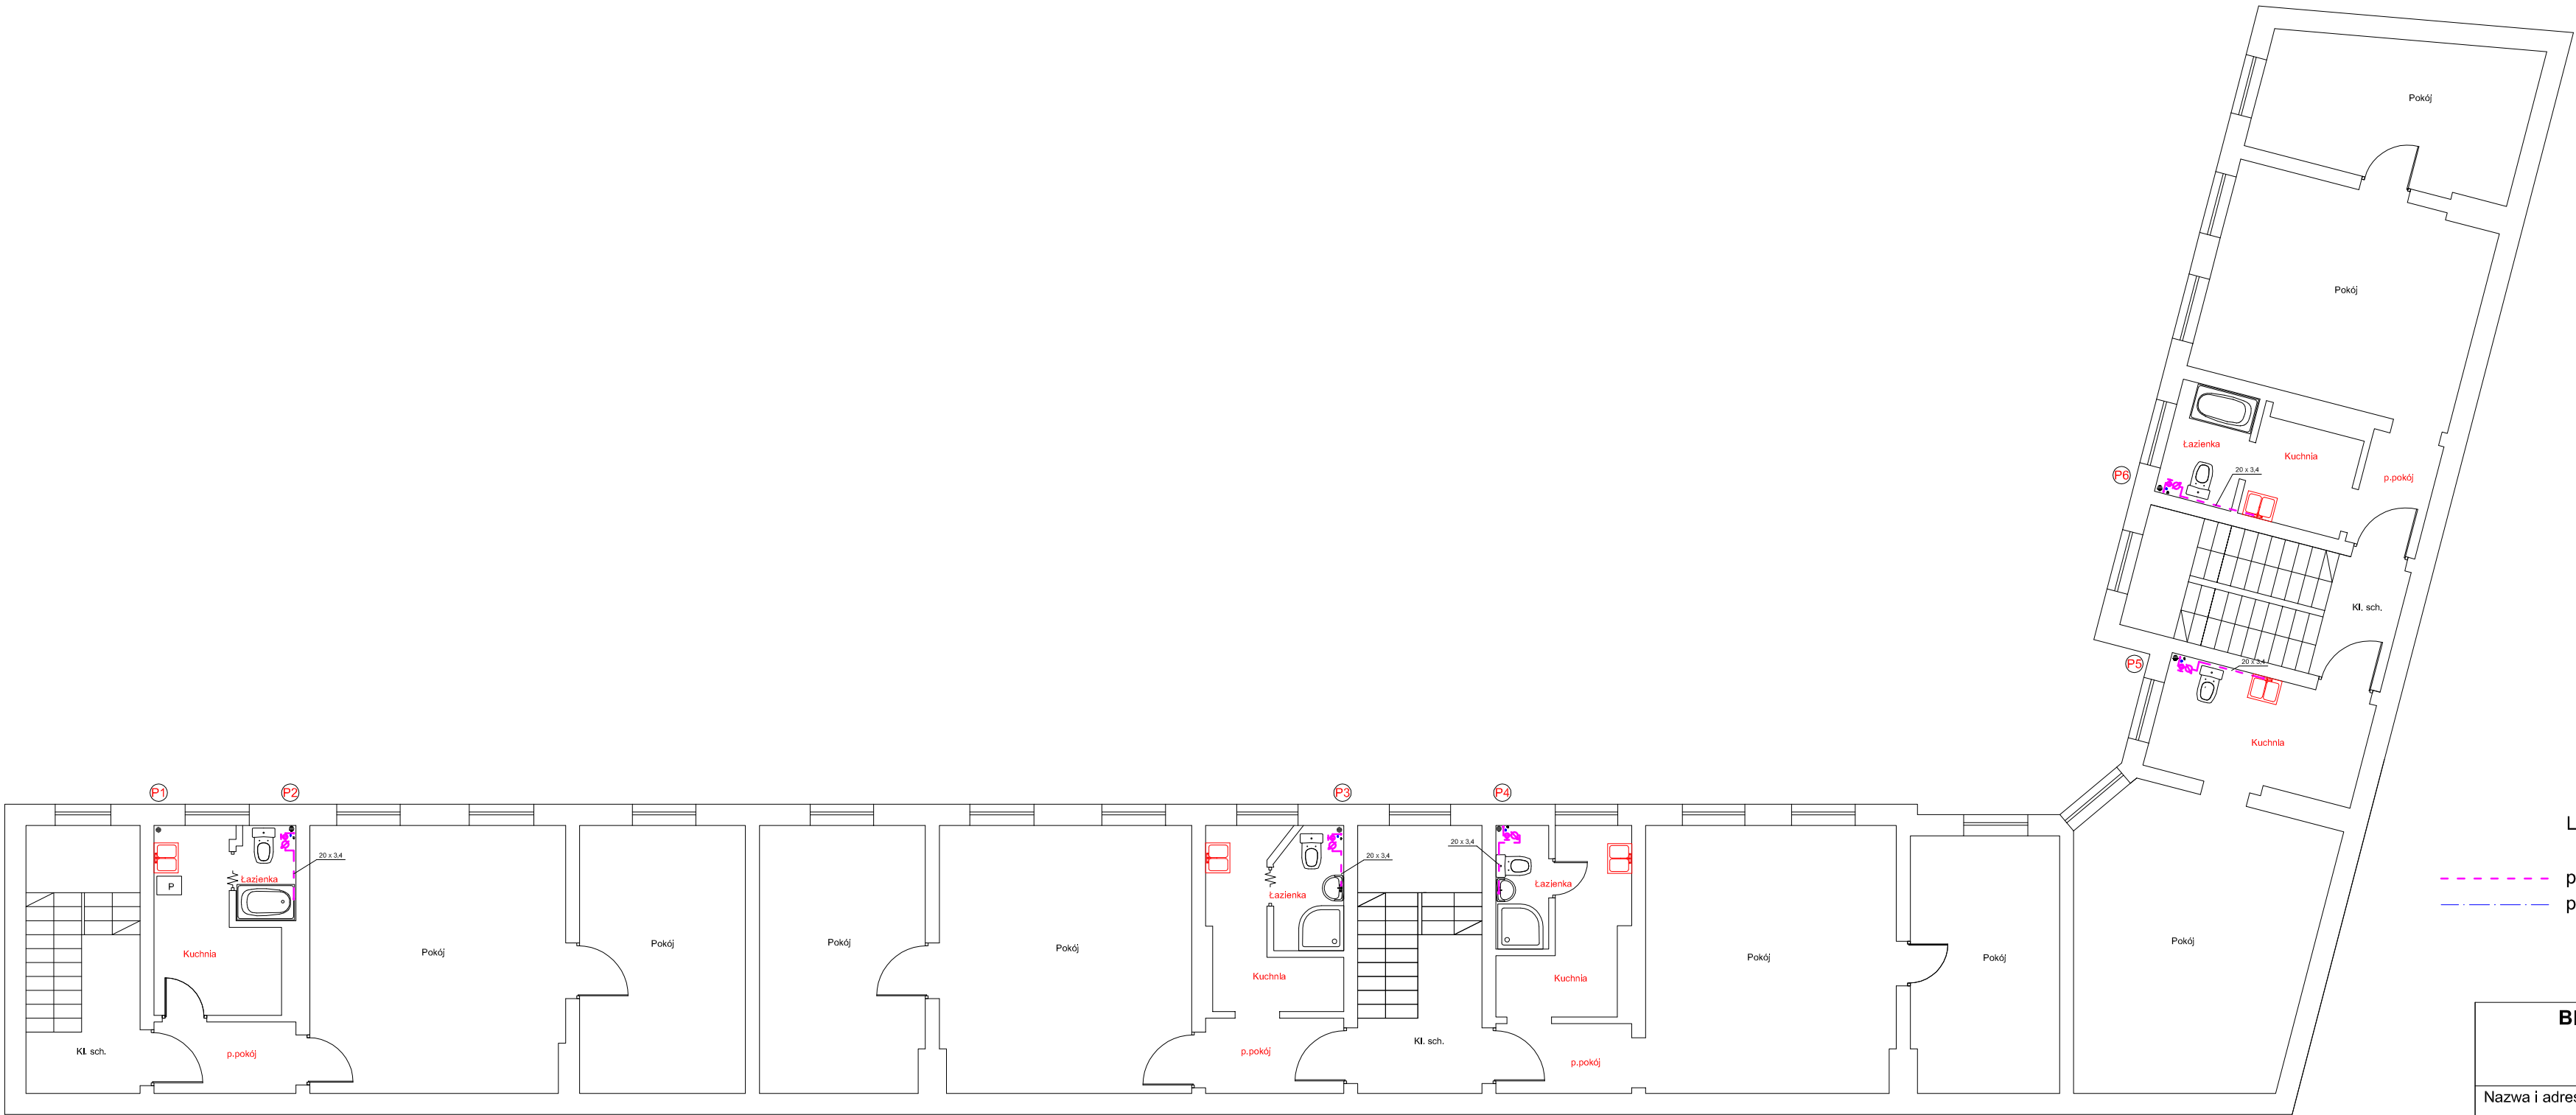 Pokój
Pokój
Łazienka
Kuchnia
P6
20 x 3,4
p.pokój
Kl. sch.
P5
20 x 3,4
Kuchnia
P1
P2
P3
P4
L
20 x 3,4
20 x 3,4
20 x 3,4
P
Łazienka
Łazienka
Łazienka
p
p
Kuchnia
Pokój
Pokój
Pokój
Pokój
Kuchnia
Kuchnia
Pokój
Pokój
Pokój
Kl. sch.
p.pokój
p.pokój
Kl. sch.
p.pokój
BI
Nazwa i adre